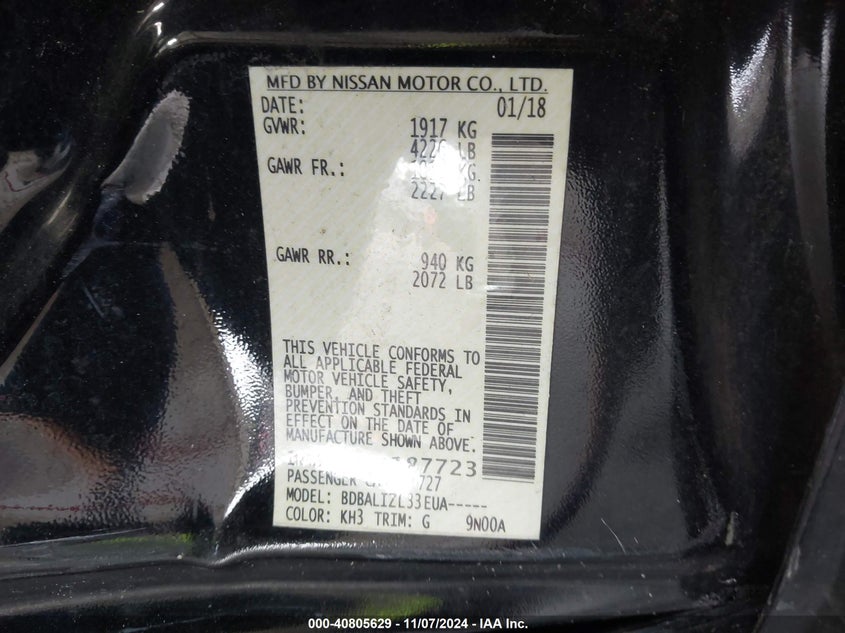 MFD BY NISSAN MOTOR CO., LTD.
DATE: 01/18
GVWR: 1917 KG
LB
GAWR FR.: KG.
2227 LB
GAWR RR.: 940 KG
2072 LB
THIS VEHICLE CONFORMS TO
ALL APPLICABLE FEDERAL
MOTOR VEHICLE SAFETY,
BUMPER, AND THEFT
PREVENTION STANDARDS IN
EFFECT ON THE DATE OF
MANUFACTURE SHOWN ABOVE.
187723
PASSENGER
MODEL: BDBALIZL33EUA-----
COLOR: KH3 TRIM: G 9N00A
000-40805629 - 11/07/2024 - IAA Inc.